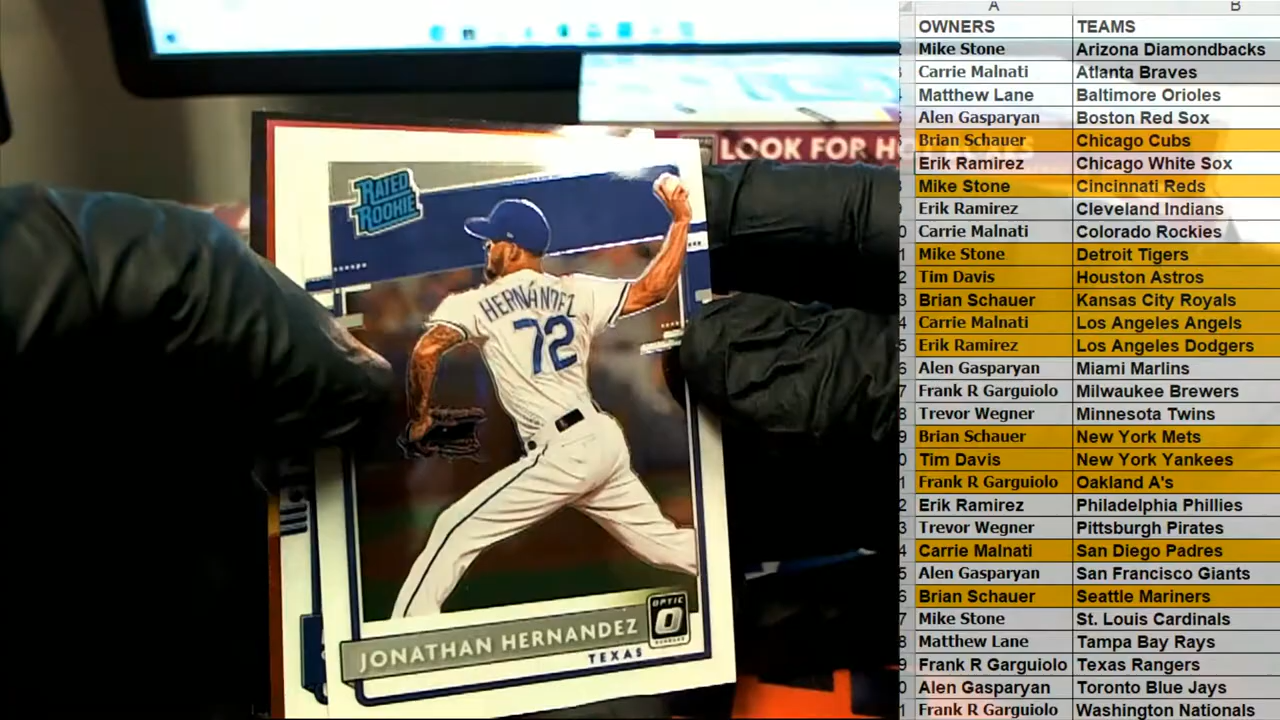 LOOK FOR HO
RATED
ROOKIE
HERNÁNDEZ
72
JONATHAN HERNANDEZ
TEXAS
OPTIC
O
A B
OWNERS TEAMS
Mike Stone Arizona Diamondbacks
Carrie Malnati Atlanta Braves
Matthew Lane Baltimore Orioles
Alen Gasparyan Boston Red Sox
Brian Schauer Chicago Cubs
Erik Ramirez Chicago White Sox
Mike Stone Cincinnati Reds
Erik Ramirez Cleveland Indians
Carrie Malnati Colorado Rockies
Mike Stone Detroit Tigers
Tim Davis Houston Astros
Brian Schauer Kansas City Royals
Carrie Malnati Los Angeles Angels
Erik Ramirez Los Angeles Dodgers
Alen Gasparyan Miami Marlins
Frank R Garguiolo Milwaukee Brewers
Trevor Wegner Minnesota Twins
Brian Schauer New York Mets
Tim Davis New York Yankees
Frank R Garguiolo Oakland A's
Erik Ramirez Philadelphia Phillies
Trevor Wegner Pittsburgh Pirates
Carrie Malnati San Diego Padres
Alen Gasparyan San Francisco Giants
Brian Schauer Seattle Mariners
Mike Stone St. Louis Cardinals
Matthew Lane Tampa Bay Rays
Frank R Garguiolo Texas Rangers
Alen Gasparyan Toronto Blue Jays
Frank R Garguiolo Washington Nationals